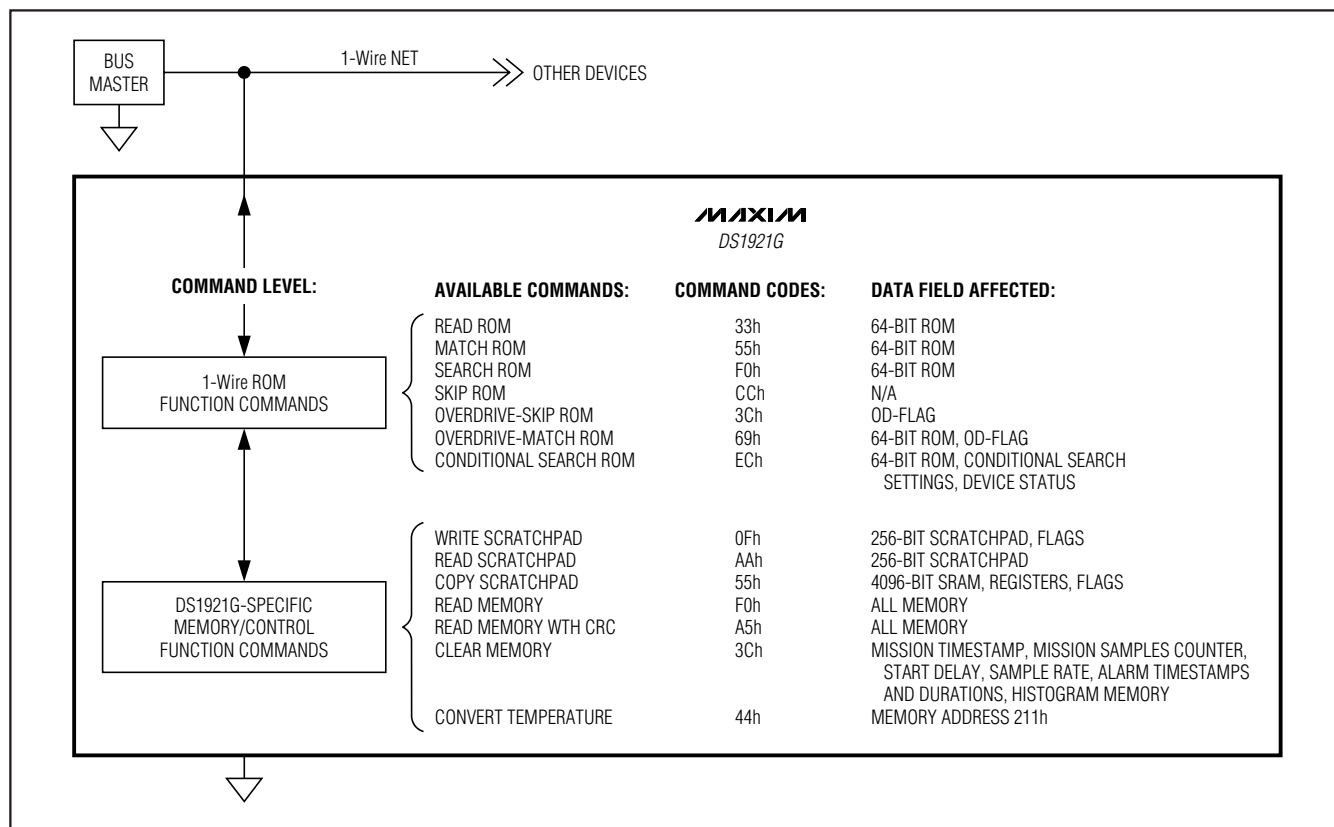 BUS
MASTER
1-Wire NET
OTHER DEVICES
MAXIM
DS1921G
COMMAND LEVEL: AVAILABLE COMMANDS: COMMAND CODES: DATA FIELD AFFECTED:
1-Wire ROM
FUNCTION COMMANDS
READ ROM 33h 64-BIT ROM
MATCH ROM 55h 64-BIT ROM
SEARCH ROM F0h 64-BIT ROM
SKIP ROM CCh N/A
OVERDRIVE-SKIP ROM 3Ch OD-FLAG
OVERDRIVE-MATCH ROM 69h 64-BIT ROM, OD-FLAG
CONDITIONAL SEARCH ROM ECh 64-BIT ROM, CONDITIONAL SEARCH
SETTINGS, DEVICE STATUS
DS1921G-SPECIFIC
MEMORY/CONTROL
FUNCTION COMMANDS
WRITE SCRATCHPAD 0Fh 256-BIT SCRATCHPAD, FLAGS
READ SCRATCHPAD AAh 256-BIT SCRATCHPAD
COPY SCRATCHPAD 55h 4096-BIT SRAM, REGISTERS, FLAGS
READ MEMORY F0h ALL MEMORY
READ MEMORY WTH CRC A5h ALL MEMORY
CLEAR MEMORY 3Ch MISSION TIMESTAMP, MISSION SAMPLES COUNTER,
START DELAY, SAMPLE RATE, ALARM TIMESTAMPS
AND DURATIONS, HISTOGRAM MEMORY
CONVERT TEMPERATURE 44h MEMORY ADDRESS 211h